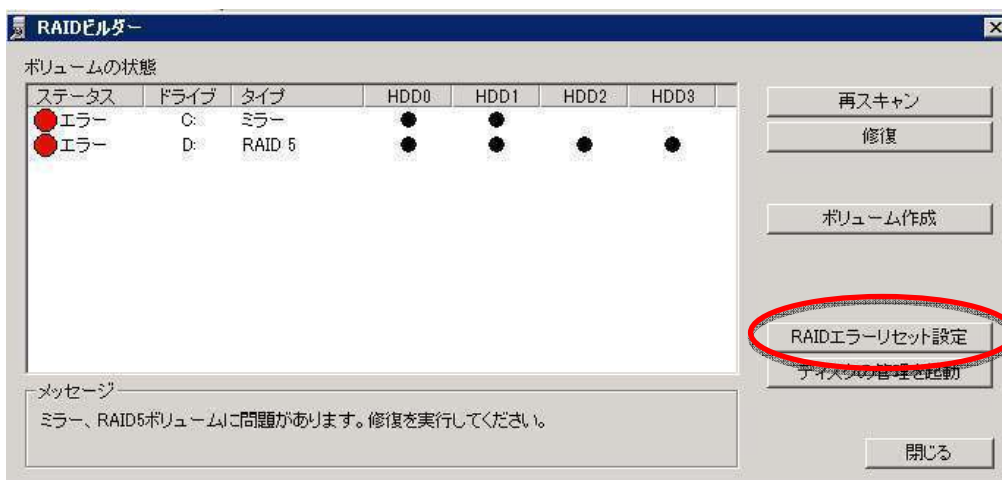 RAIDビルダー
ボリュームの状態
ステータス ドライブ タイプ HDD0 HDD1 HDD2 HDD3
エラー C: ミラー
エラー D: RAID 5
再スキャン
修復
ボリューム作成
RAIDエラーリセット設定
ディスクの管理を起動
メッセージ
ミラー、RAID5ボリュームに問題があります。修復を実行してください。
閉じる